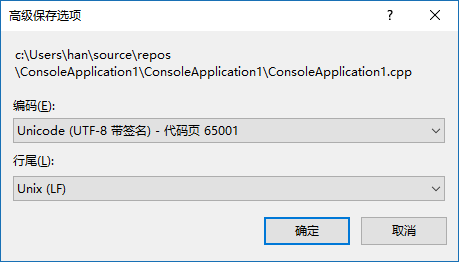 高级保存选项
c:\Users\han\source\repos
\ConsoleApplication1\ConsoleApplication1\ConsoleApplication1.cpp
编码(E):
Unicode (UTF-8 带签名) - 代码页 65001
行尾(L):
Unix (LF)
确定
取消